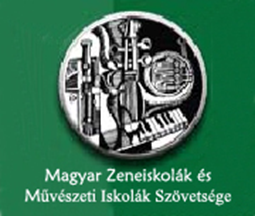 Magyar Zeneiskolák és
Művészeti Iskolák Szövetsége